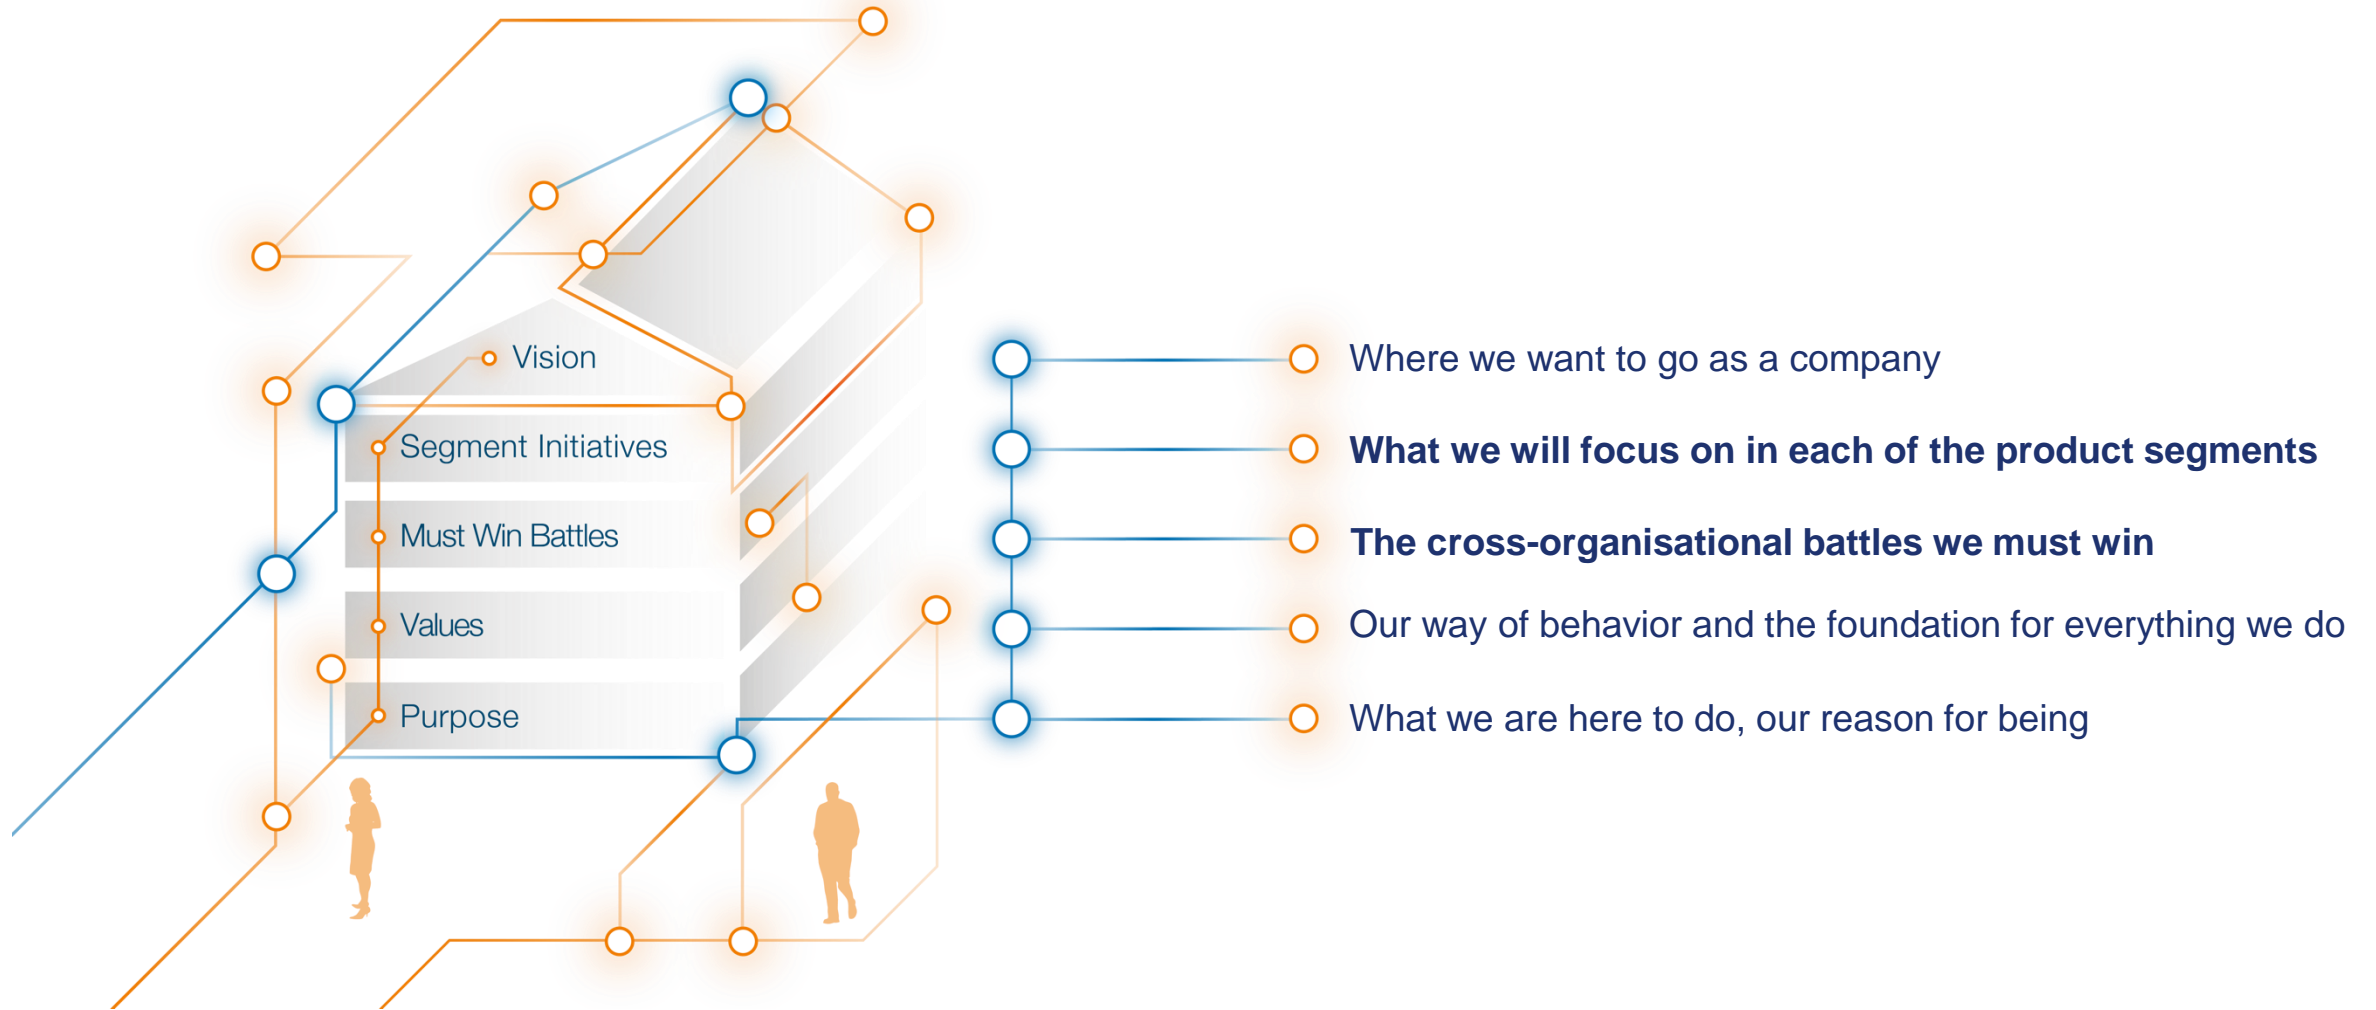 Vision
Where we want to go as a company
Segment Initiatives
What we will focus on in each of the product segments
Must Win Battles
The cross-organisational battles we must win
Values
Our way of behavior and the foundation for everything we do
Purpose
What we are here to do, our reason for being